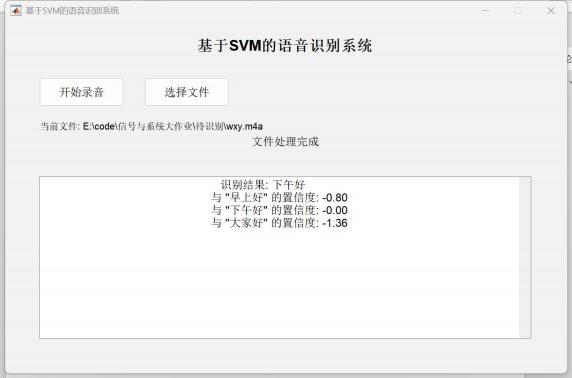 基于SVM的语音识别系统
基于SVM的语音识别系统
开始录音
选择文件
当前文件: E:\code\信号与系统大作业\待识别\wxy.m4a
文件处理完成
识别结果: 下午好
与 "早上好" 的置信度: -0.80
与 "下午好" 的置信度: -0.00
与 "大家好" 的置信度: -1.36